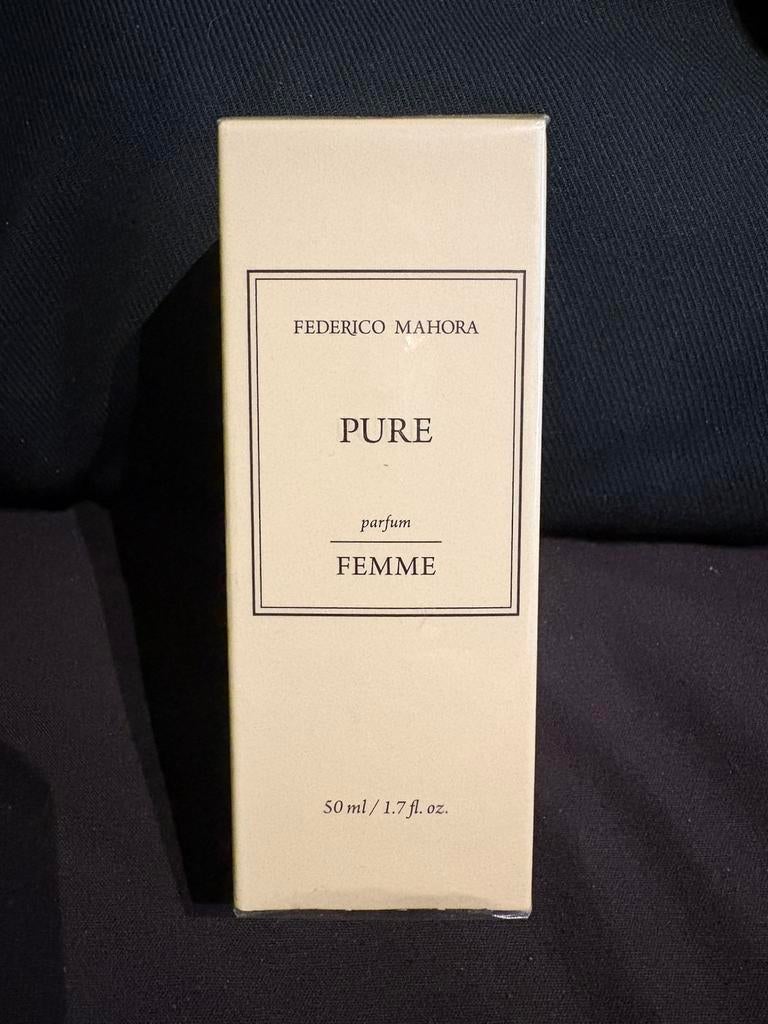 FEDERICO MAHORA
PURE
parfum
FEMME
50 ml / 1.7 fl. oz.